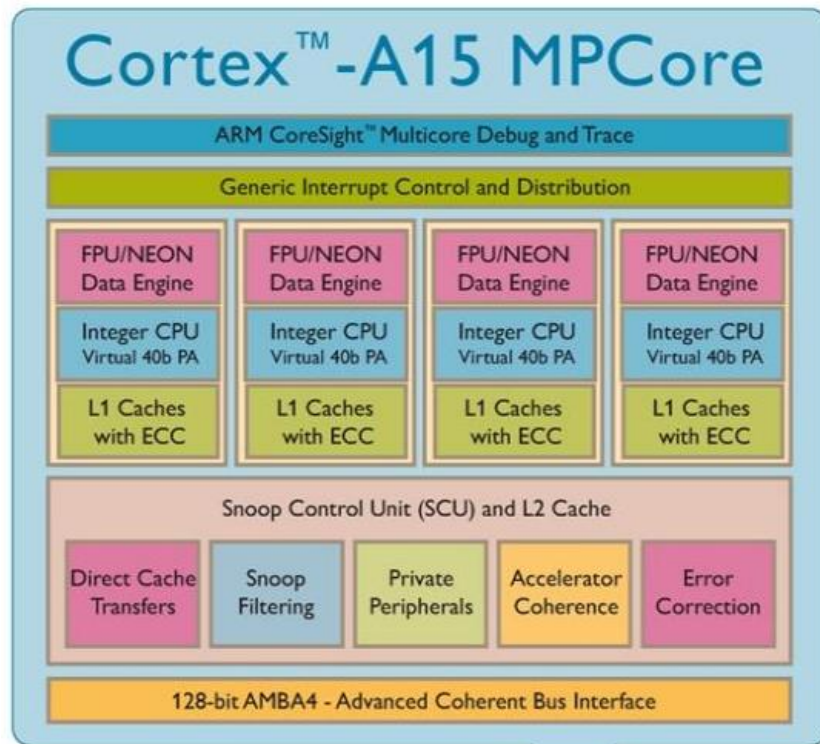 Cortex™-A15 MPCore
ARM CoreSight™ Multicore Debug and Trace
Generic Interrupt Control and Distribution
FPU/NEON
Data Engine
Integer CPU
Virtual 40b PA
L1 Caches
with ECC
FPU/NEON
Data Engine
Integer CPU
Virtual 40b PA
L1 Caches
with ECC
FPU/NEON
Data Engine
Integer CPU
Virtual 40b PA
L1 Caches
with ECC
FPU/NEON
Data Engine
Integer CPU
Virtual 40b PA
L1 Caches
with ECC
Snoop Control Unit (SCU) and L2 Cache
Direct Cache
Transfers
Snoop
Filtering
Private
Peripherals
Accelerator
Coherence
Error
Correction
128-bit AMBA4 - Advanced Coherent Bus Interface